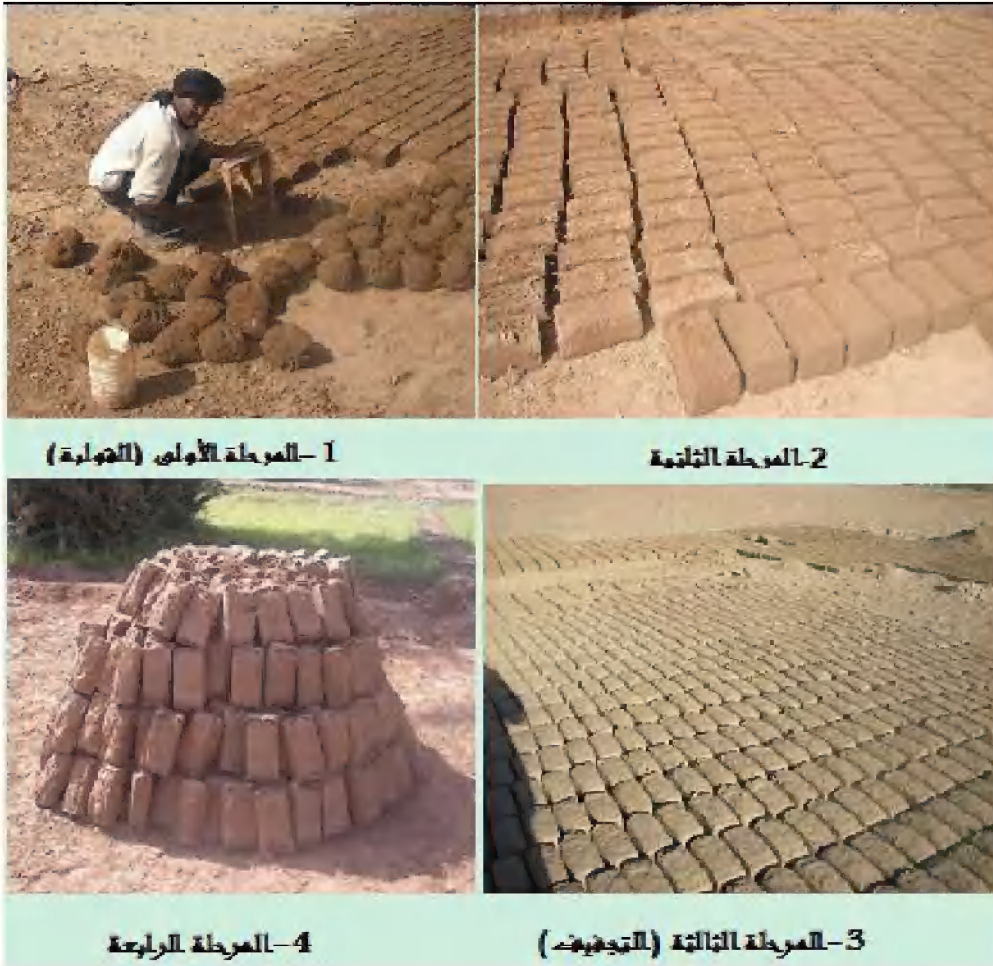 1-المرحلة الأولى (القولبة)
2-المرحلة الثانية
3-المرحلة الثالثة (التجفيف)
4-المرحلة الرابعة